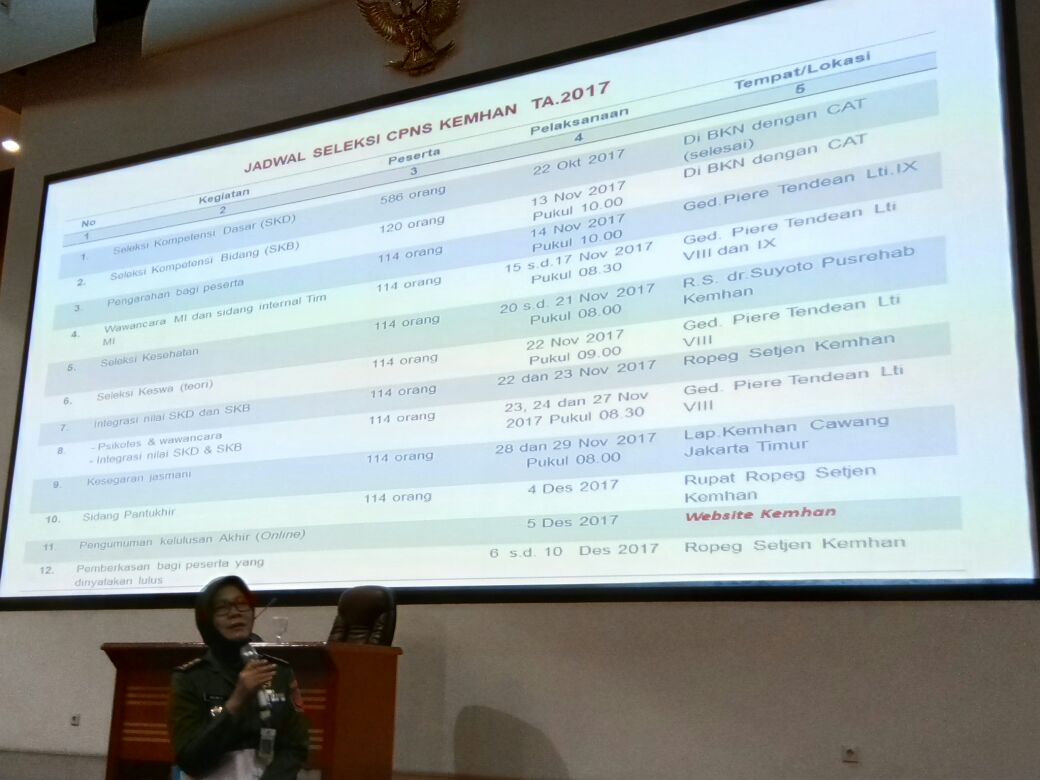 JADWAL SELEKSI CPNS KEMHAN TA.2017
No Kegiatan Peserta Pelaksanaan Tempat/Lokasi
1 2 3 4 5
1. Seleksi Kompetensi Dasar (SKD) 586 orang 22 Okt 2017 Di BKN dengan CAT
(selesai)
2. Seleksi Kompetensi Bidang (SKB) 120 orang 13 Nov 2017 Di BKN dengan CAT
Pukul 10.00
3. Pengarahan bagi peserta 114 orang 14 Nov 2017 Ged.Piere Tendean Lti.IX
Pukul 10.00
4. Wawancara MI dan sidang internal Tim 114 orang 15 s.d.17 Nov 2017 Ged. Piere Tendean Lti
MI Pukul 08.30 VIII dan IX
5. Seleksi Kesehatan 114 orang 20 s.d. 21 Nov 2017 R.S. dr.Suyoto Pusrehab
Pukul 08.00 Kemhan
6. Seleksi Keswa (teori) 114 orang 22 Nov 2017 Ged. Piere Tendean Lti
Pukul 09.00 VIII
7. Integrasi nilai SKD dan SKB 114 orang 22 dan 23 Nov 2017 Ropeg Setjen Kemhan
8. - Psikotes & wawancara 114 orang 23, 24 dan 27 Nov Ged. Piere Tendean Lti
- Integrasi nilai SKD & SKB 2017 Pukul 08 30 VIII
9. Kesegaran jasmani 114 orang 28 dan 29 Nov 2017 Lap.Kemhan Cawang
Pukul 08.00 Jakarta Timur
10. Sidang Pantukhir 114 orang 4 Des 2017 Rupat Ropeg Setjen
Kemhan
11. Pengumuman kelulusan Akhir (Online) 5 Des 2017 Website Kemhan
12. Pemberkasan bagi peserta yang 6 s.d. 10 Des 2017 Ropeg Setjen Kemhan
dinyatakan lulus